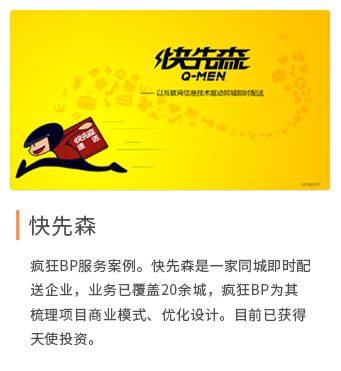 快先森
Q-MEN
以互联网信息技术驱动同城即时配送
快先森
速送
快先森
疯狂BP服务案例。快先森是一家同城即时配
送企业，业务已覆盖20余城，疯狂BP为其
梳理项目商业模式、优化设计。目前已获得
天使投资。